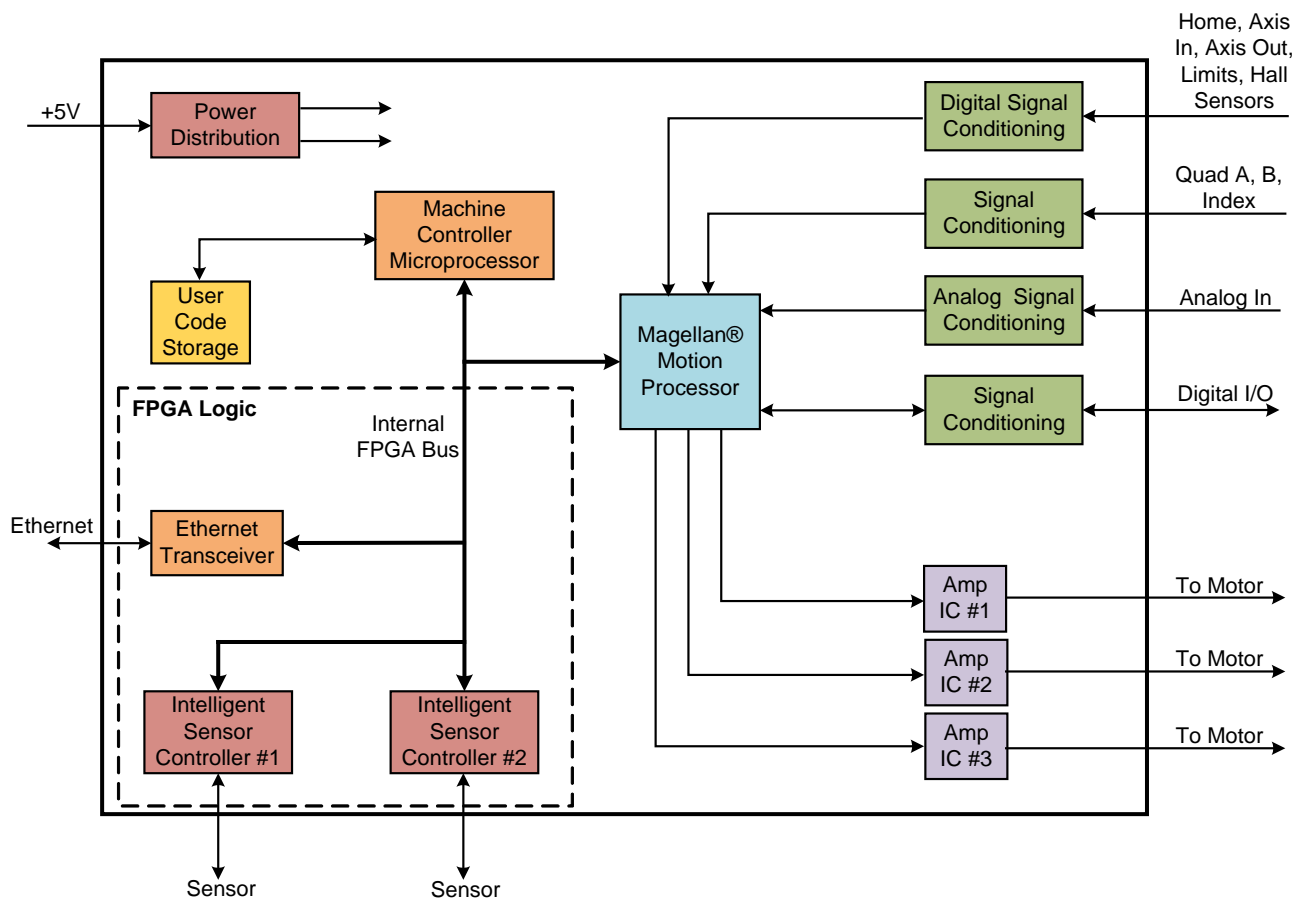 Home, Axis
In, Axis Out,
Limits, Hall
Sensors
+5V
Power
Distribution
Digital Signal
Conditioning
Quad A, B,
Index
Signal
Conditioning
Machine
Controller
Microprocessor
User
Code
Storage
Magellan®
Motion
Processor
Analog Signal
Conditioning
Analog In
Signal
Conditioning
Digital I/O
FPGA Logic
Internal
FPGA Bus
Ethernet
Ethernet
Transceiver
Amp
IC #1
To Motor
Amp
IC #2
To Motor
Amp
IC #3
To Motor
Intelligent
Sensor
Controller #1
Intelligent
Sensor
Controller #2
Sensor
Sensor